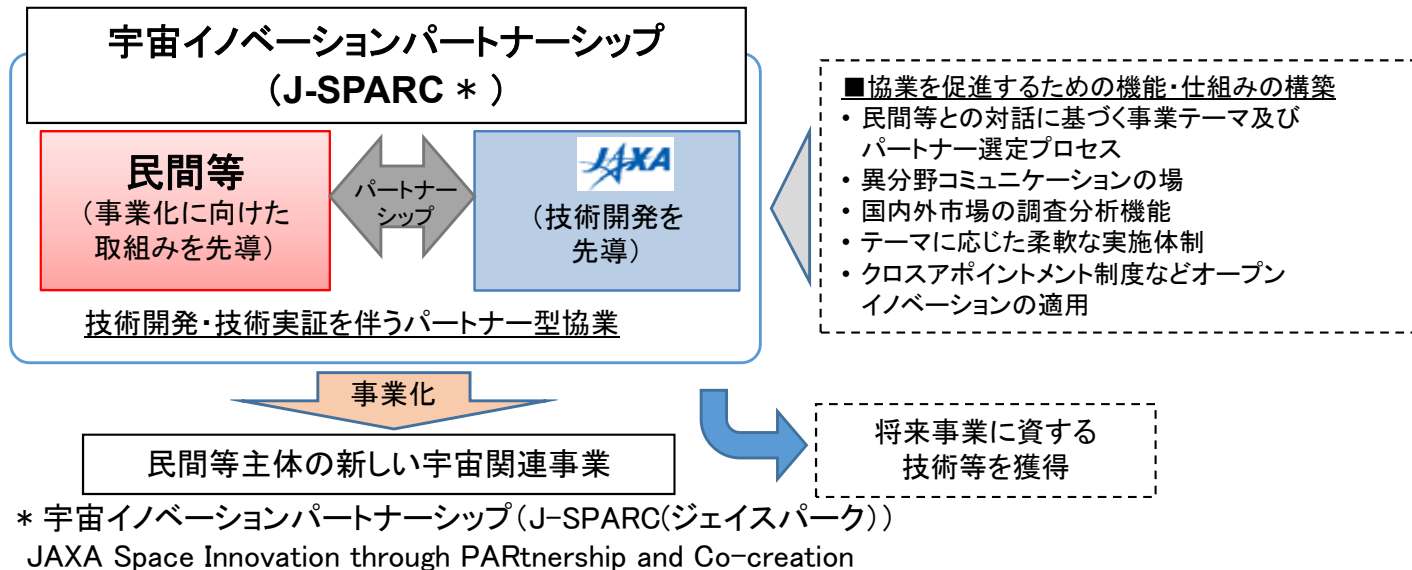 宇宙イノベーションパートナーシップ
(J-SPARC＊)
民間等
(事業化に向けた
取組みを先導)
パートナー
シップ
JAXA
(技術開発を
先導)
技術開発・技術実証を伴うパートナー型協業
■協業を促進するための機能・仕組みの構築
・民間等との対話に基づく事業テーマ及び
パートナー選定プロセス
・異分野コミュニケーションの場
・国内外市場の調査分析機能
・テーマに応じた柔軟な実施体制
・クロスアポイントメント制度などオープン
イノベーションの適用
事業化
民間等主体の新しい宇宙関連事業
将来事業に資する
技術等を獲得
＊宇宙イノベーションパートナーシップ(J-SPARC(ジェイスパーク))
JAXA Space Innovation through PARtnership and Co-creation